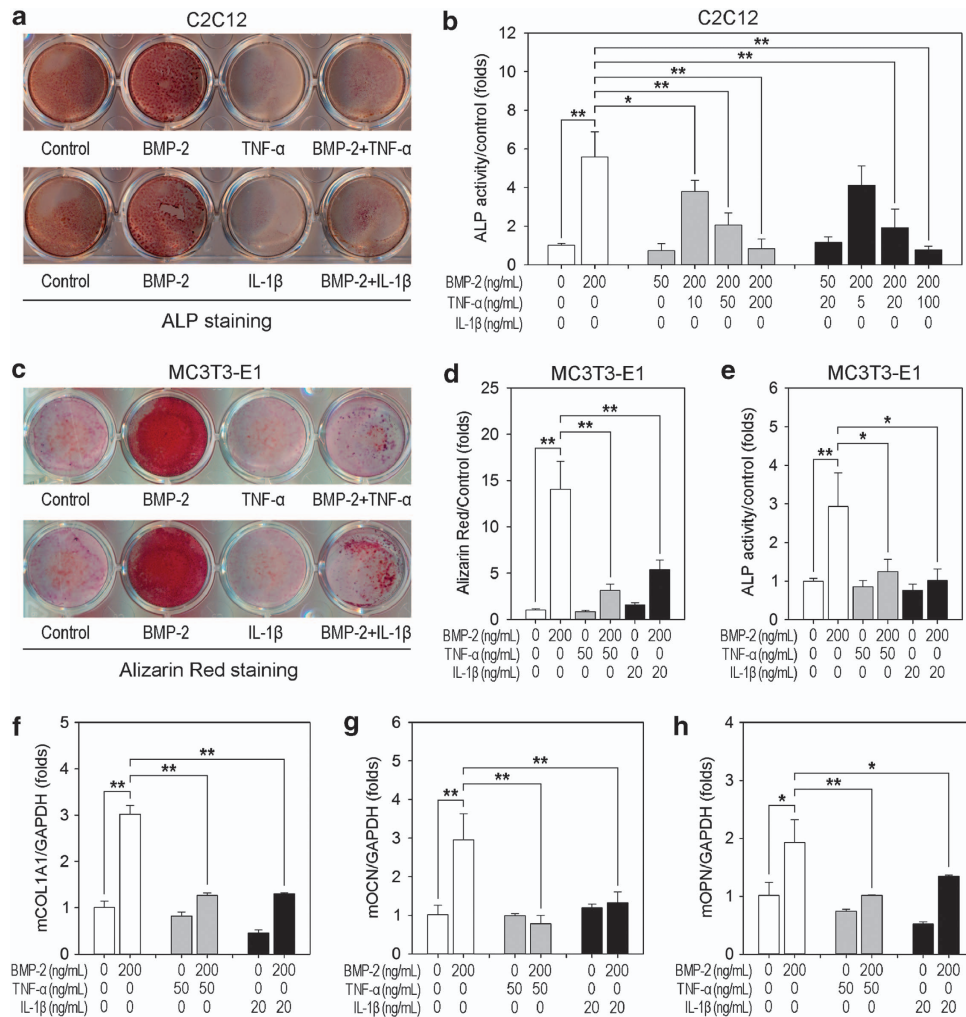 a
C2C12
Control BMP-2 TNF-α BMP-2+TNF-α
Control BMP-2 IL-1β BMP-2+IL-1β
ALP staining
b
C2C12
ALP activity/control (folds)
12
10
8
6
4
2
0
** * ** ** ** **
BMP-2 (ng/mL) 0 200 50 200 200 200 50 200 200 200
TNF-α (ng/mL) 0 0 0 10 50 200 20 5 20 100
IL-1β (ng/mL) 0 0 0 0 0 0 0 0 0 0
c
MC3T3-E1
Control BMP-2 TNF-α BMP-2+TNF-α
Control BMP-2 IL-1β BMP-2+IL-1β
Alizarin Red staining
d
MC3T3-E1
Alizarin Red/Control (folds)
25
20
15
10
5
0
** ** **
BMP-2 (ng/mL) 0 200 0 200 0 200
TNF-α (ng/mL) 0 0 50 50 0 0
IL-1β (ng/mL) 0 0 0 0 20 20
e
MC3T3-E1
ALP activity/control (folds)
6
5
4
3
2
1
0
** * *
BMP-2 (ng/mL) 0 200 0 200 0 200
TNF-α (ng/mL) 0 0 50 50 0 0
IL-1β (ng/mL) 0 0 0 0 20 20
f
mCOL1A1/GAPDH (folds)
5
4
3
2
1
0
** ** **
BMP-2 (ng/mL) 0 200 0 200 0 200
TNF-α (ng/mL) 0 0 50 50 0 0
IL-1β (ng/mL) 0 0 0 0 20 20
g
mOCN/GAPDH (folds)
6
5
4
3
2
1
0
** ** **
BMP-2 (ng/mL) 0 200 0 200 0 200
TNF-α (ng/mL) 0 0 50 50 0 0
IL-1β (ng/mL) 0 0 0 0 20 20
h
mOPN/GAPDH (folds)
4
3
2
1
0
* ** *
BMP-2 (ng/mL) 0 200 0 200 0 200
TNF-α (ng/mL) 0 0 50 50 0 0
IL-1β (ng/mL) 0 0 0 0 20 20